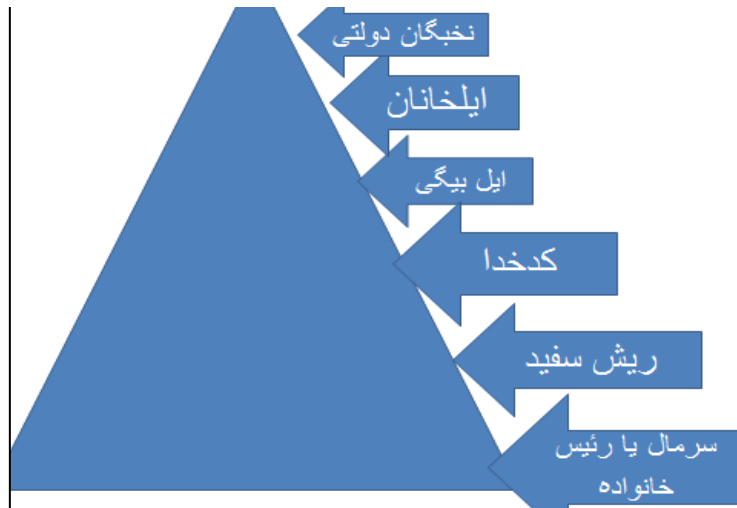 نخبگان دولتی
ایلخانان
ایل بیگی
کدخدا
ریش سفید
سرمال یا رئیس
خانواده